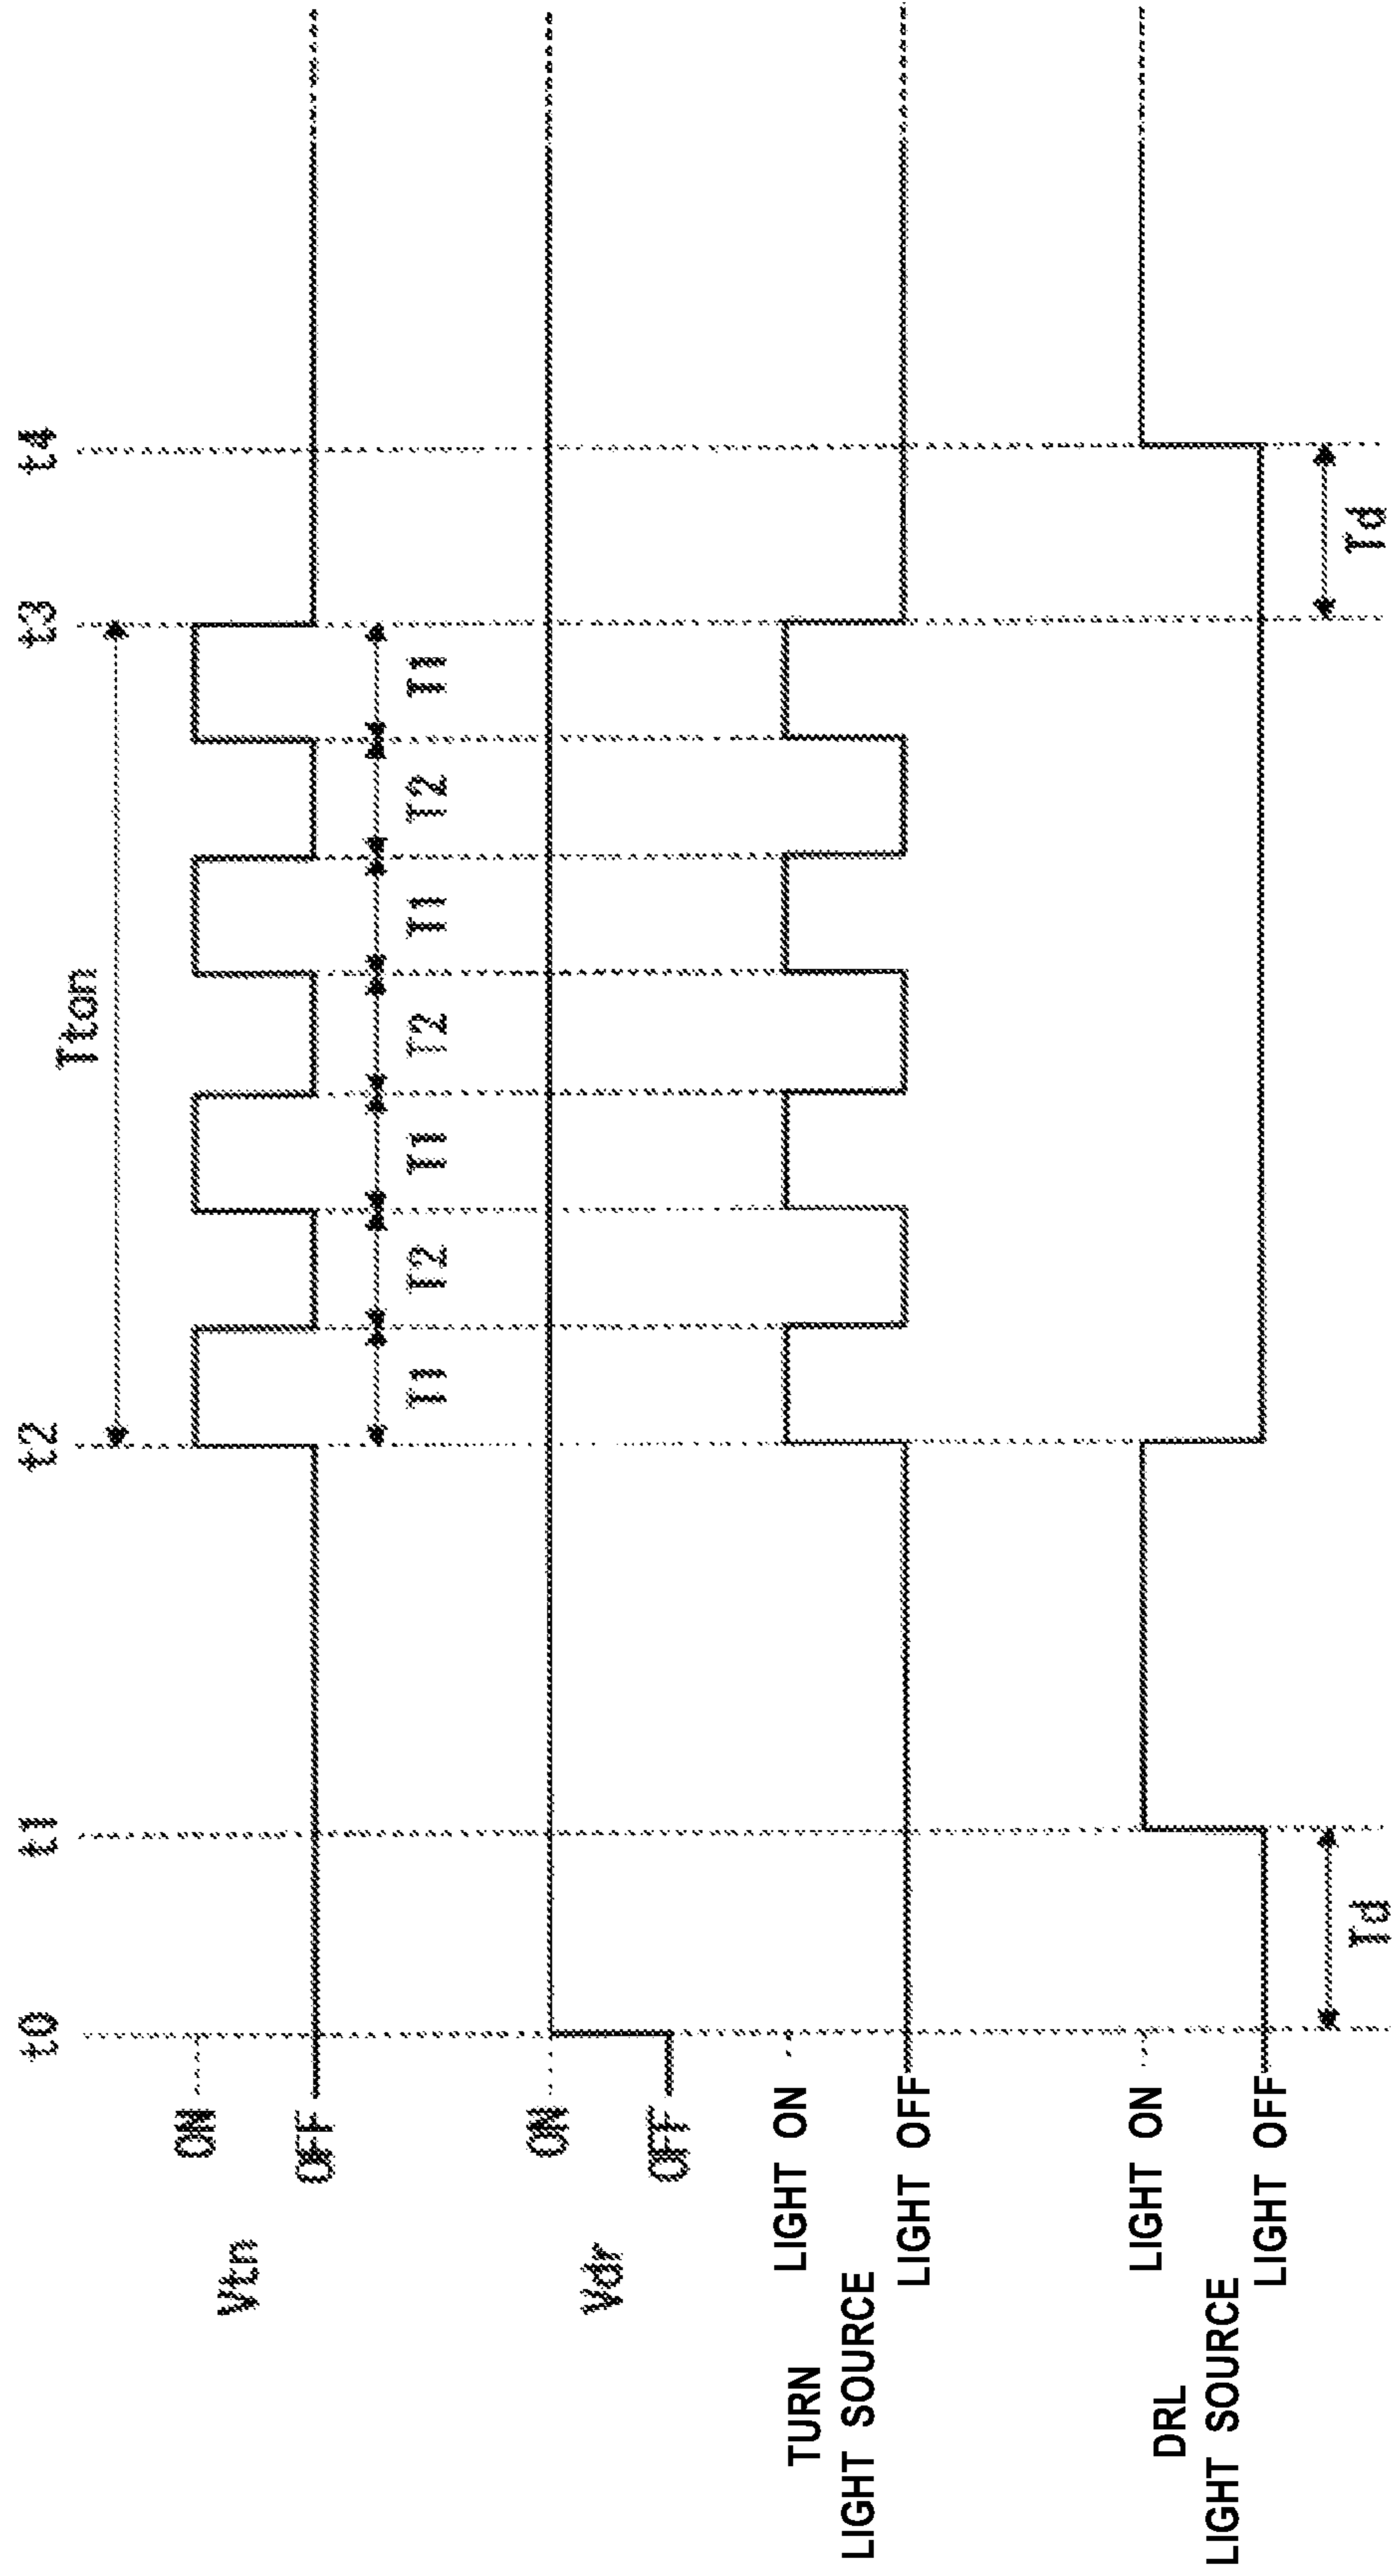 t0 t1 t2 t3 t4
Tton
Vtn
ON
OFF
T1 T2 T1 T2 T1 T2 T1
Vdr
ON
OFF
TURN
LIGHT SOURCE
LIGHT ON
LIGHT OFF
DRL
LIGHT SOURCE
LIGHT ON
LIGHT OFF
Td Td